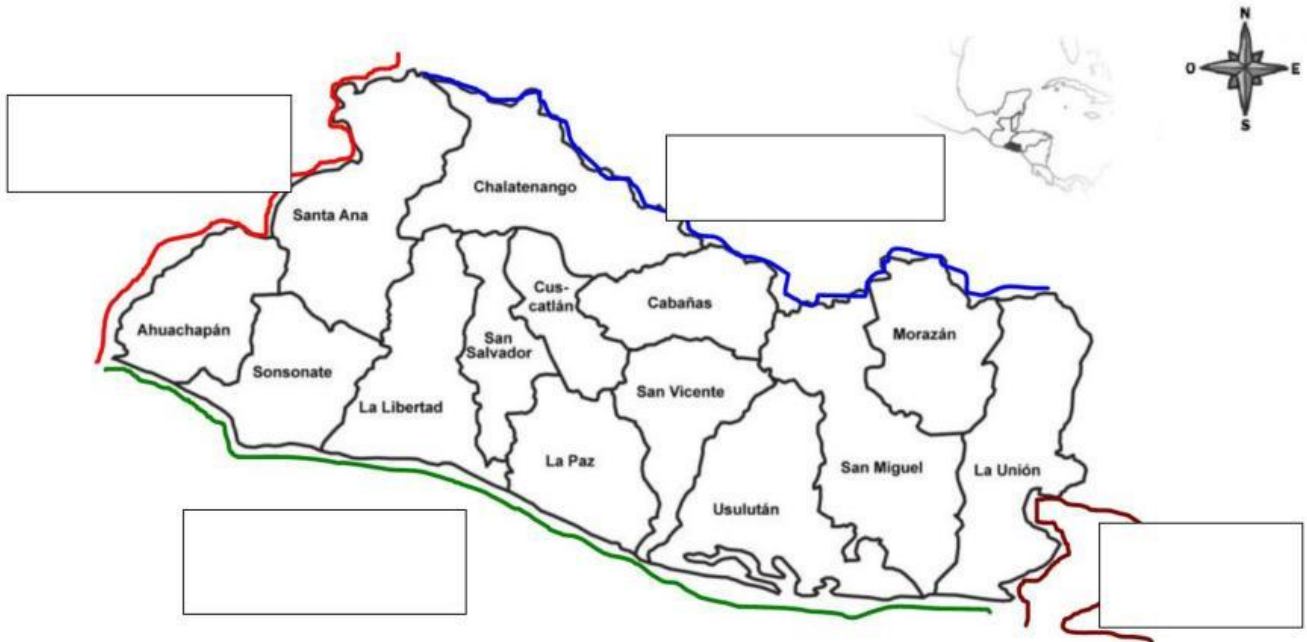 N
O
E
S
Chalatenango
Santa Ana
Cus-
catlán
Cabañas
Ahuachapán
Morazán
San
Salvador
Sonsonate
San Vicente
La Libertad
La Paz
San Miguel
La Unión
Usulután